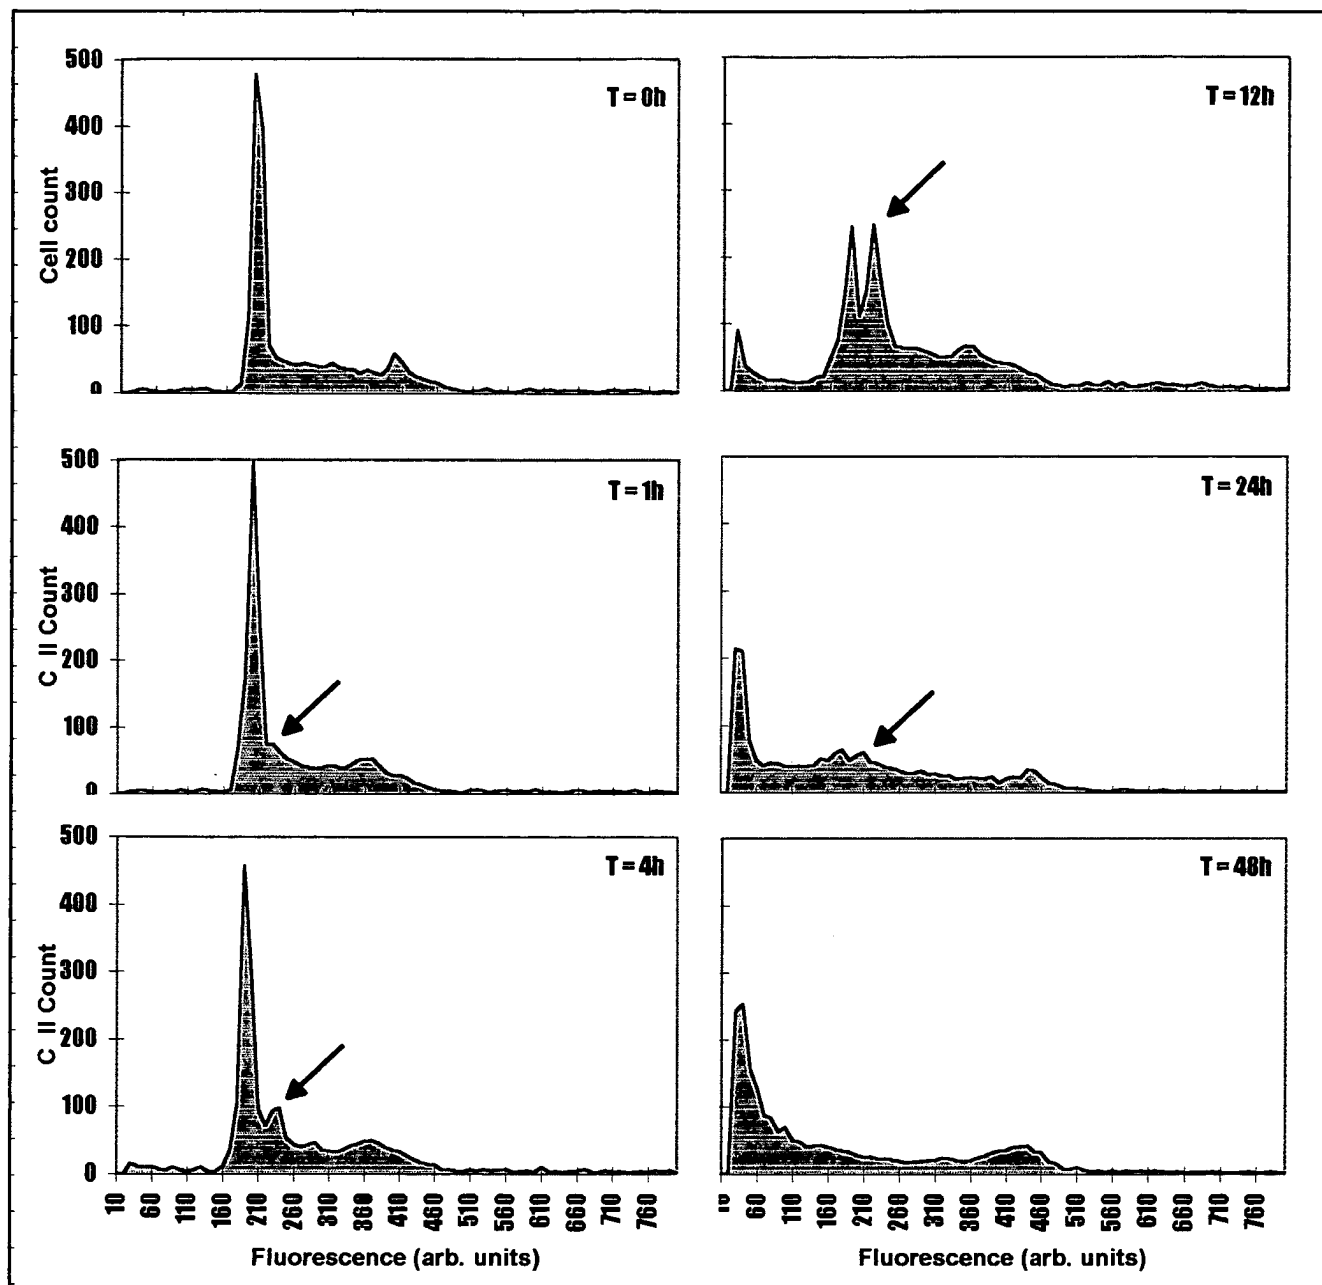 500
400
300
200
100
0
Cell count
T = 0h
T = 12h
500
400
300
200
100
0
C ll Count
T = 1h
T = 24h
500
400
300
200
100
0
C ll Count
T = 4h
T = 48h
10 60 110 160 210 260 310 360 410 460 510 560 610 660 710 760
Fluorescence (arb. units)
60 110 160 210 260 310 360 410 460 510 560 610 660 710 760
Fluorescence (arb. units)